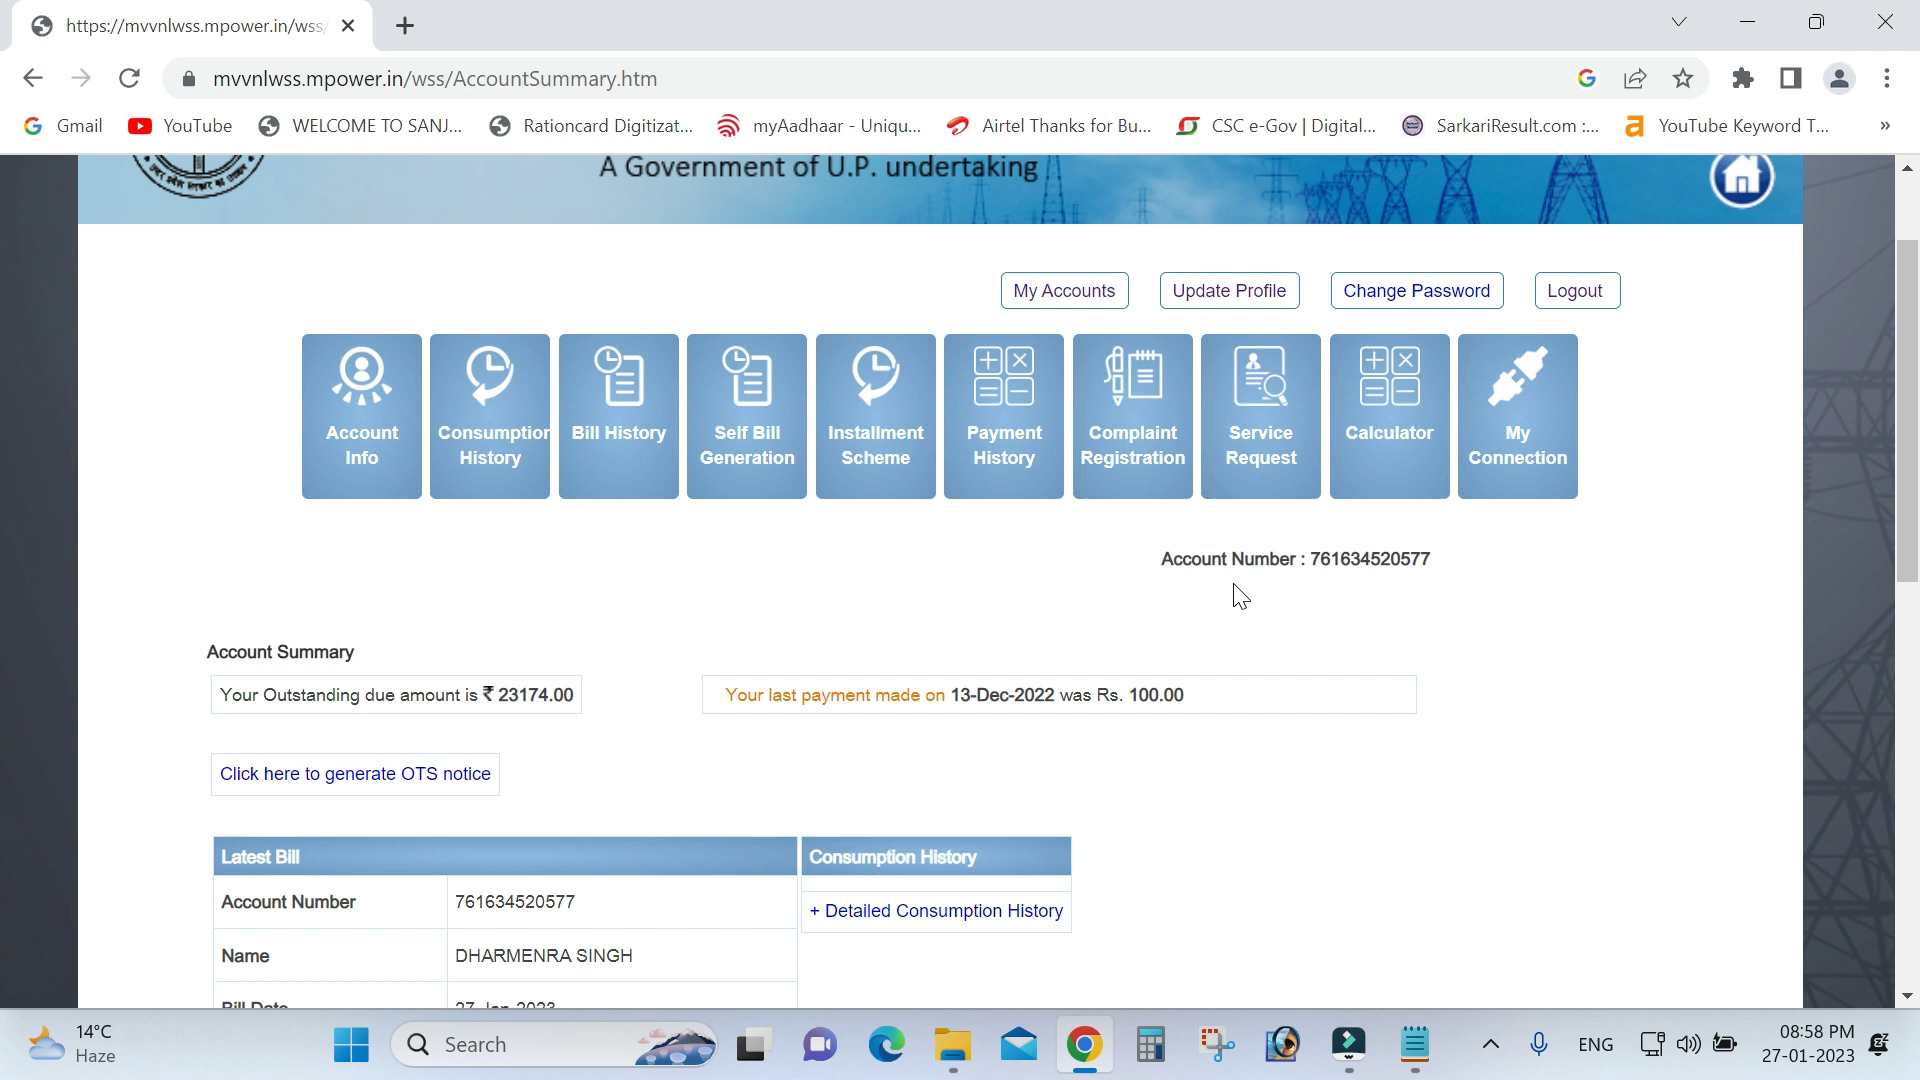 https://mvvnlwss.mpower.in/wss/
mvvnlwss.mpower.in/wss/AccountSummary.htm
Gmail
YouTube
WELCOME TO SANJ...
Rationcard Digitizat...
myAadhaar - Uniqu...
Airtel Thanks for Bu...
CSC e-Gov | Digital...
SarkariResult.com :...
YouTube Keyword T...
»
A Government of U.P. undertaking
My Accounts
Update Profile
Change Password
Logout
Account
Info
Consumption
History
Bill History
Self Bill
Generation
Installment
Scheme
Payment
History
Complaint
Registration
Service
Request
Calculator
My
Connection
Account Number : 761634520577
Account Summary
Your Outstanding due amount is ₹ 23174.00
Your last payment made on 13-Dec-2022 was Rs. 100.00
Click here to generate OTS notice
Latest Bill
Consumption History
Account Number 761634520577
+ Detailed Consumption History
Name DHARMENRA SINGH
Bill Date 27-Jan-2023
14°C
Haze
Search
ENG
08:58 PM
27-01-2023